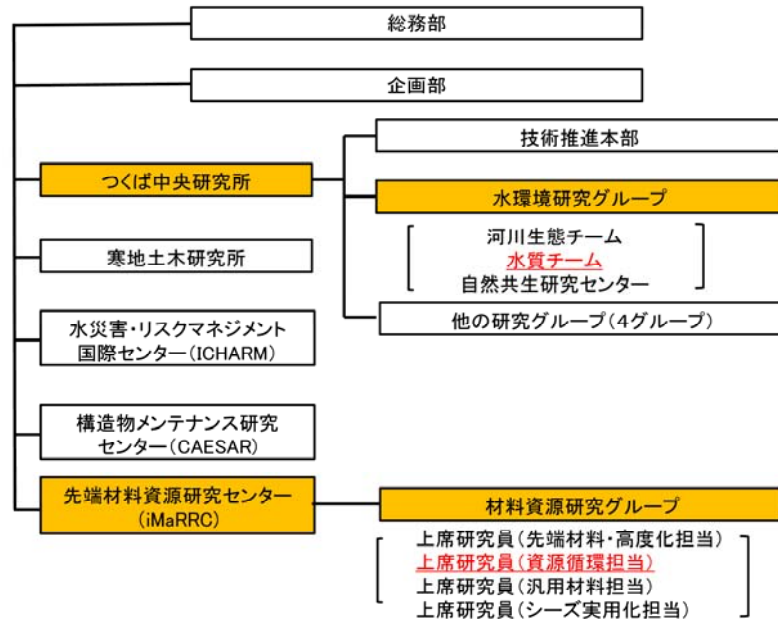 総務部
企画部
技術推進本部
つくば中央研究所
水環境研究グループ
河川生態チーム
水質チーム
自然共生研究センター
寒地土木研究所
他の研究グループ(4グループ)
水災害・リスクマネジメント
国際センター(ICHARM)
構造物メンテナンス研究
センター(CAESAR)
先端材料資源研究センター
(iMaRRC)
材料資源研究グループ
上席研究員(先端材料・高度化担当)
上席研究員(資源循環担当)
上席研究員(汎用材料担当)
上席研究員(シーズ実用化担当)